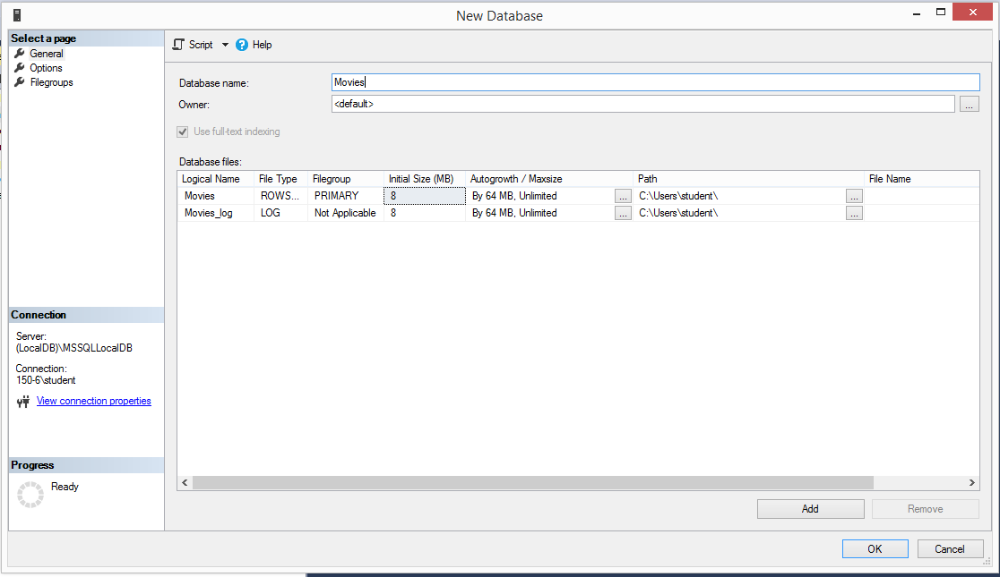 New Database
Select a page
General
Options
Filegroups
Script
Help
Database name:
Movies
Owner:
<default>
...
Use full-text indexing
Database files:
Logical Name File Type Filegroup Initial Size (MB) Autogrowth / Maxsize Path File Name
Movies ROWS... PRIMARY 8 By 64 MB, Unlimited ... C:\Users\student\ ...
Movies_log LOG Not Applicable 8 By 64 MB, Unlimited ... C:\Users\student\ ...
Connection
Server:
(LocalDB)\MSSQLLocalDB
Connection:
150-6\student
View connection properties
Progress
Ready
Add
Remove
OK
Cancel